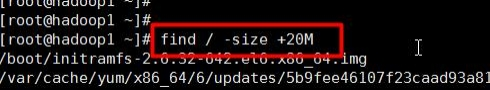 [root@hadoop1 ~]#
[root@hadoop1 ~]#
[root@hadoop1 ~]# find / -size +20M
/boot/initramfs-2.6.32-642.el6.x86_64.img
/var/cache/yum/x86_64/6/updates/5b9fee46107f23caad93a81